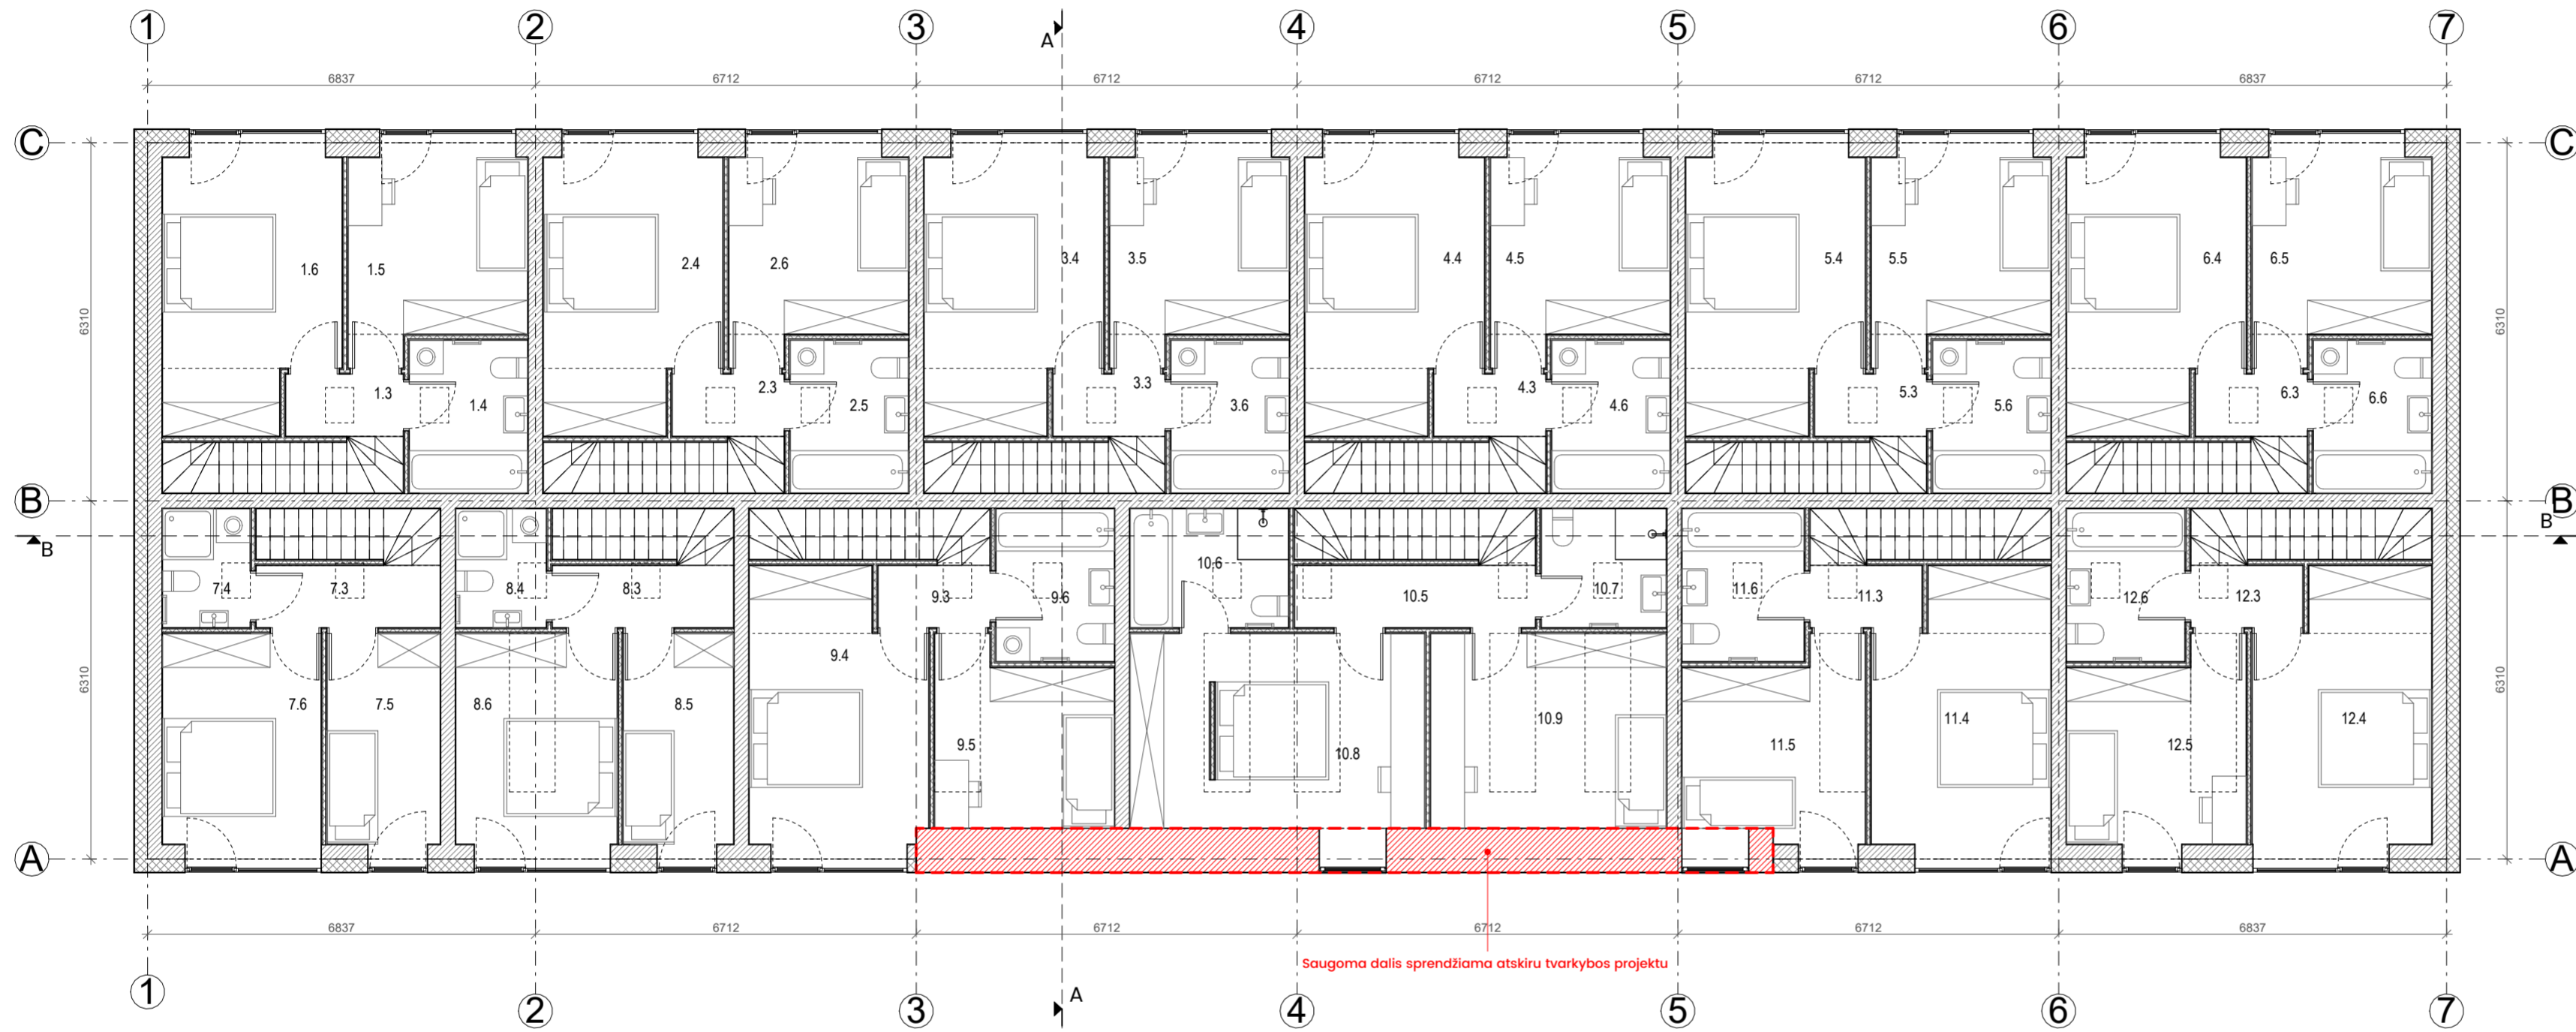 1 2 3 A 4 5 6 7
6837 6712 6712 6712 6712 6837
C C
6310 1.6 1.5 2.4 2.6 3.4 3.5 4.4 4.5 5.4 5.5 6.4 6.5 6310
1.3 1.4 2.3 2.5 3.3 3.6 4.3 4.6 5.3 5.6 6.3 6.6
B B
B B
7.4 7.3 8.4 8.3 9.3 9.6 10.6 10.5 10.7 11.6 11.3 12.6 12.3
6310 9.4 6310
7.6 7.5 8.6 8.5 9.5 10.8 10.9 11.5 11.4 12.5 12.4
A A
6837 6712 6712 6712 6712 6837
Saugoma dalis sprendžiama atskiru tvarkybos projektu
1 2 3 A 4 5 6 7